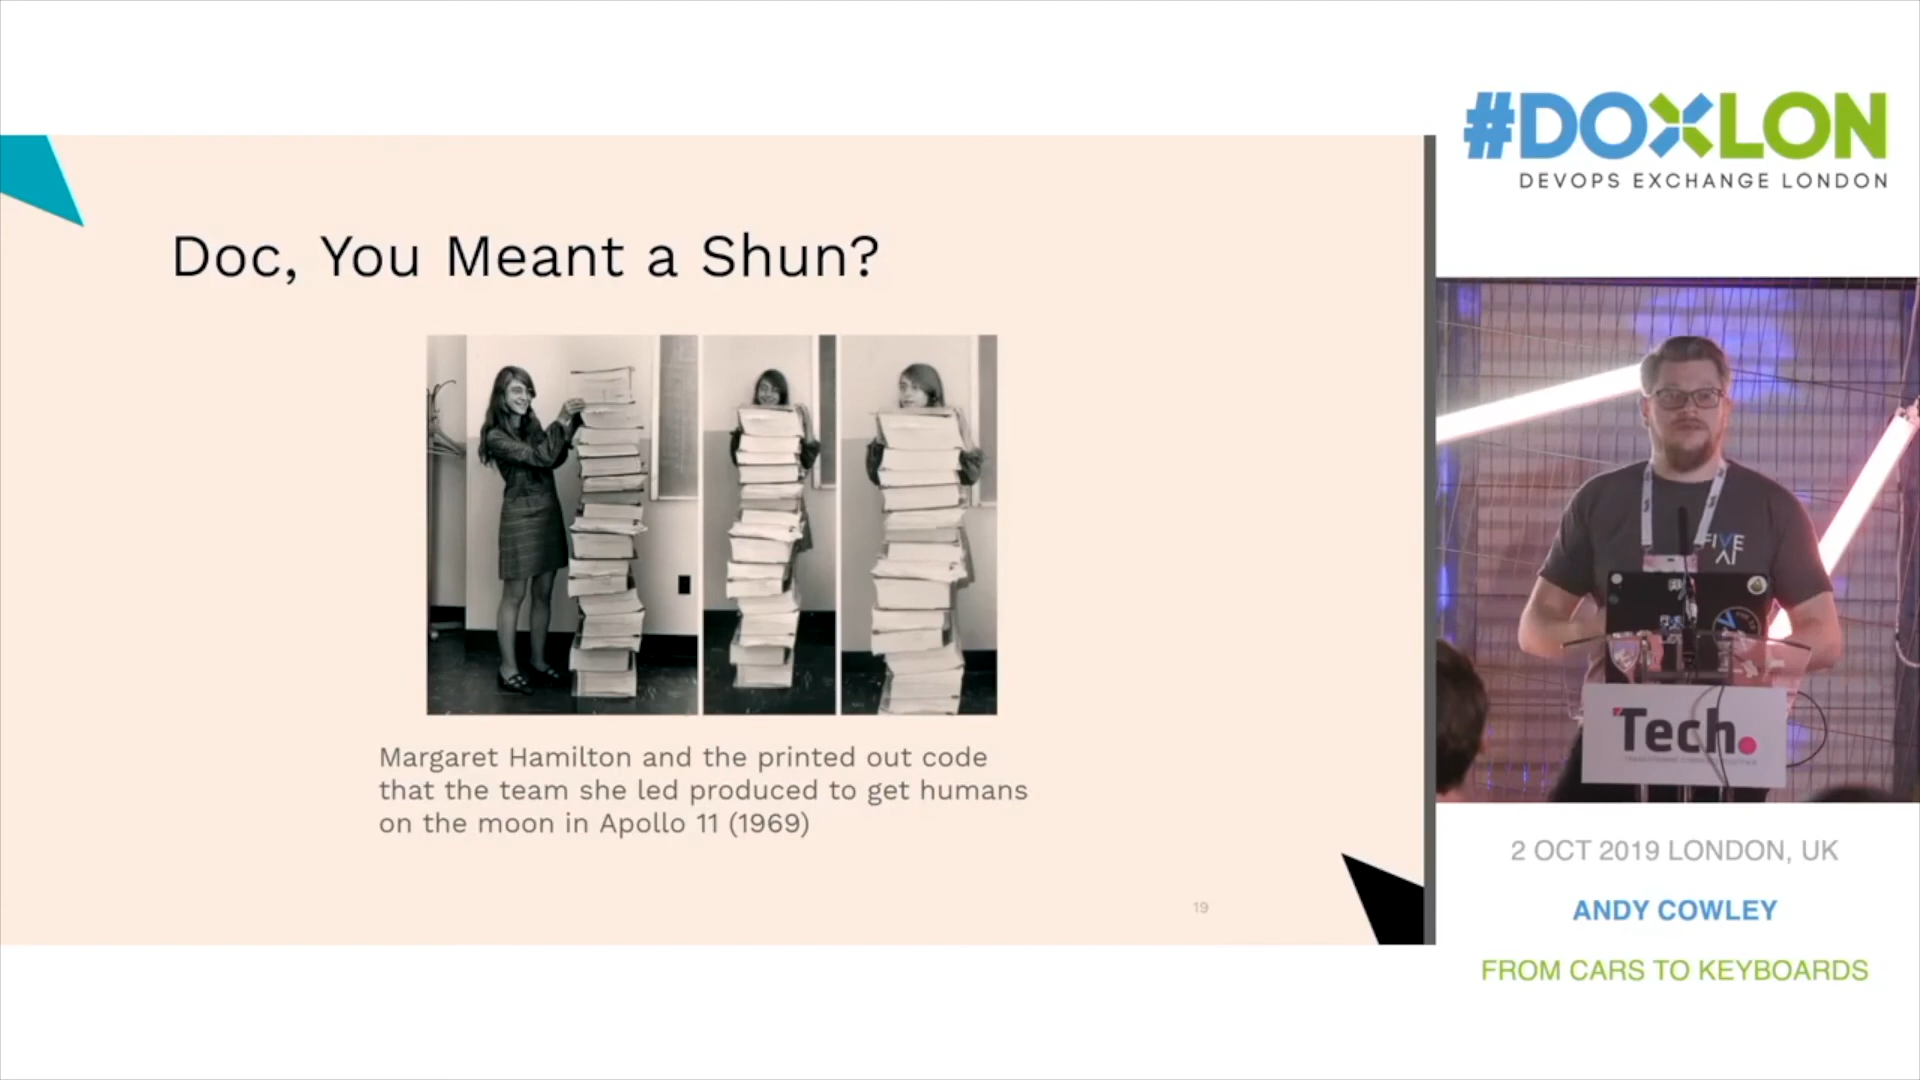 #DOXLON
DEVOPS EXCHANGE LONDON
Doc, You Meant a Shun?
Margaret Hamilton and the printed out code
that the team she led produced to get humans
on the moon in Apollo 11 (1969)
19
FIVE
AI
Tech.
2 OCT 2019 LONDON, UK
ANDY COWLEY
FROM CARS TO KEYBOARDS